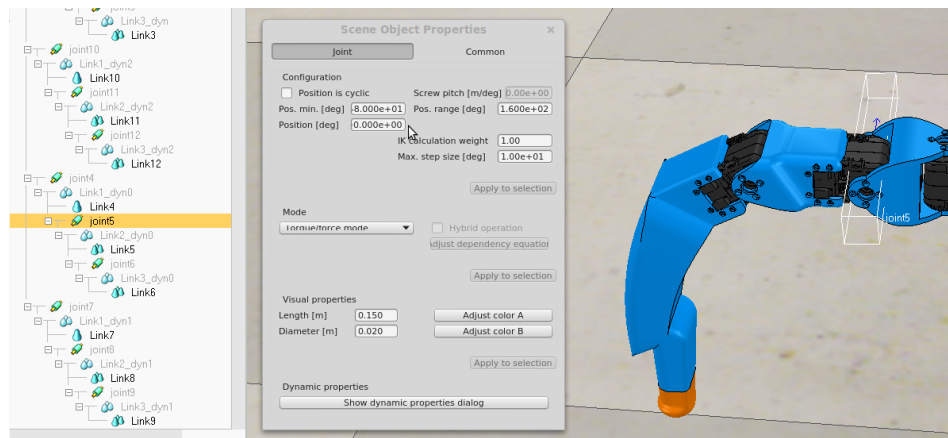 Link3_dyn
Link3
joint10
Link1_dyn2
Link10
joint11
Link2_dyn2
Link11
joint12
Link3_dyn2
Link12
joint4
Link1_dyn0
Link4
joint5
Link2_dyn0
Link5
joint6
Link3_dyn0
Link6
joint7
Link1_dyn1
Link7
joint8
Link2_dyn1
Link8
joint9
Link3_dyn1
Link9
Scene Object Properties ×
Joint Common
Configuration
Position is cyclic Screw pitch [m/deg] 0.00e+00
Pos. min. [deg] -8.000e+01 Pos. range [deg] 1.600e+02
Position [deg] -0.000e+00
IK calculation weight 1.00
Max. step size [deg] 1.00e+01
Apply to selection
Mode
Torque/force mode Hybrid operation
Adjust dependency equation
Apply to selection
Visual properties
Length [m] 0.150 Adjust color A
Diameter [m] 0.020 Adjust color B
Apply to selection
Dynamic properties
Show dynamic properties dialog
joint5